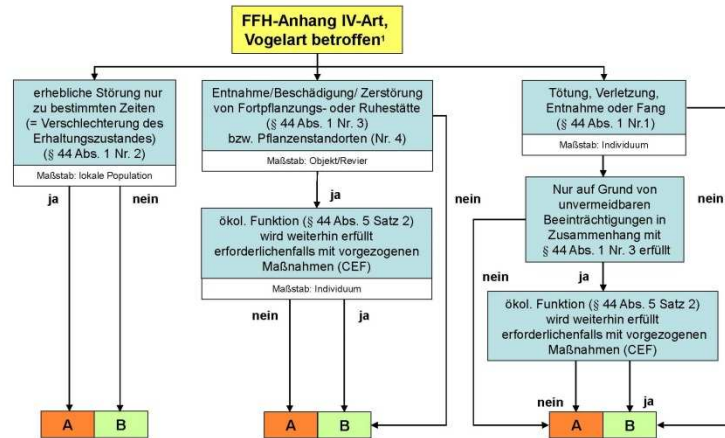 FFH-Anhang IV-Art,
Vogelart betroffen¹
erhebliche Störung nur
zu bestimmten Zeiten
(= Verschlechterung des
Erhaltungszustandes)
(§ 44 Abs. 1 Nr. 2)
Maßstab: lokale Population
ja
nein
A
B
Entnahme/Beschädigung/ Zerstörung
von Fortpflanzungs- oder Ruhestätte
(§ 44 Abs. 1 Nr. 3)
bzw. Pflanzenstandorten (Nr. 4)
Maßstab: Objekt/Revier
ja
nein
ökol. Funktion (§ 44 Abs. 5 Satz 2)
wird weiterhin erfüllt
erforderlichenfalls mit vorgezogenen
Maßnahmen (CEF)
Maßstab: Individuum
nein
ja
A
B
Tötung, Verletzung,
Entnahme oder Fang
(§ 44 Abs. 1 Nr.1)
Maßstab: Individuum
ja
nein
Nur auf Grund von
unvermeidbaren
Beeinträchtigungen in
Zusammenhang mit
§ 44 Abs. 1 Nr. 3 erfüllt
nein
ja
ökol. Funktion (§ 44 Abs. 5 Satz 2)
wird weiterhin erfüllt
erforderlichenfalls mit vorgezogenen
Maßnahmen (CEF)
nein
ja
A
B